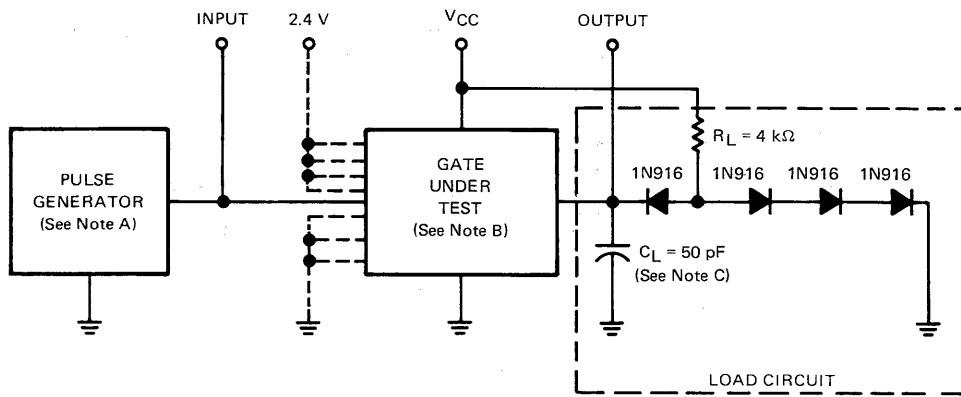 INPUT
2.4 V
VCC
OUTPUT
PULSE
GENERATOR
(See Note A)
GATE
UNDER
TEST
(See Note B)
RL = 4 kΩ
1N916
1N916
1N916
1N916
CL = 50 pF
(See Note C)
LOAD CIRCUIT